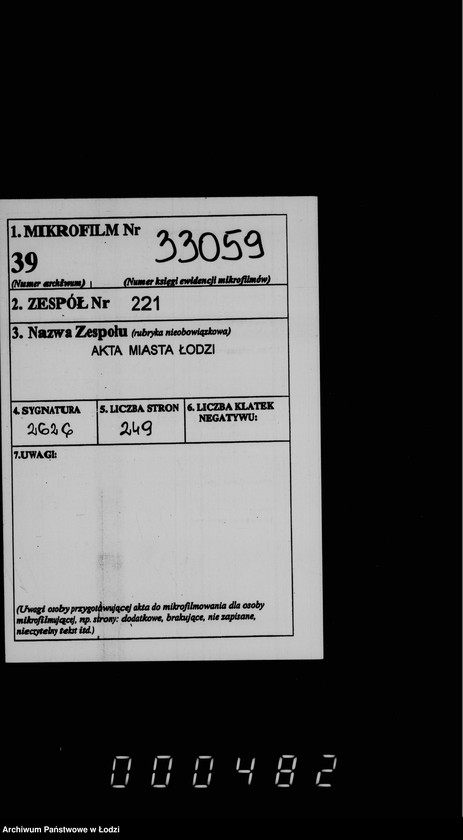 1. MIKROFILM Nr 33059
39
(Numer archiwum) (Numer księgi ewidencji mikrofilmów)
2. ZESPÓŁ Nr 221
3. Nazwa Zespołu (rubryka nieobowiązkowa)
AKTA MIASTA ŁODZI
4. SYGNATURA 5. LICZBA STRON 6. LICZBA KLATEK
NEGATYWU:
2626 249
7.UWAGI:
(Uwagi osoby przygotowującej akta do mikrofilmowania dla osoby
mikrofilmującej, np. strony: dodatkowe, brakujące, nie zapisane,
nieczytelny tekst itd.)
000482
Archiwum Państwowe w Łodzi